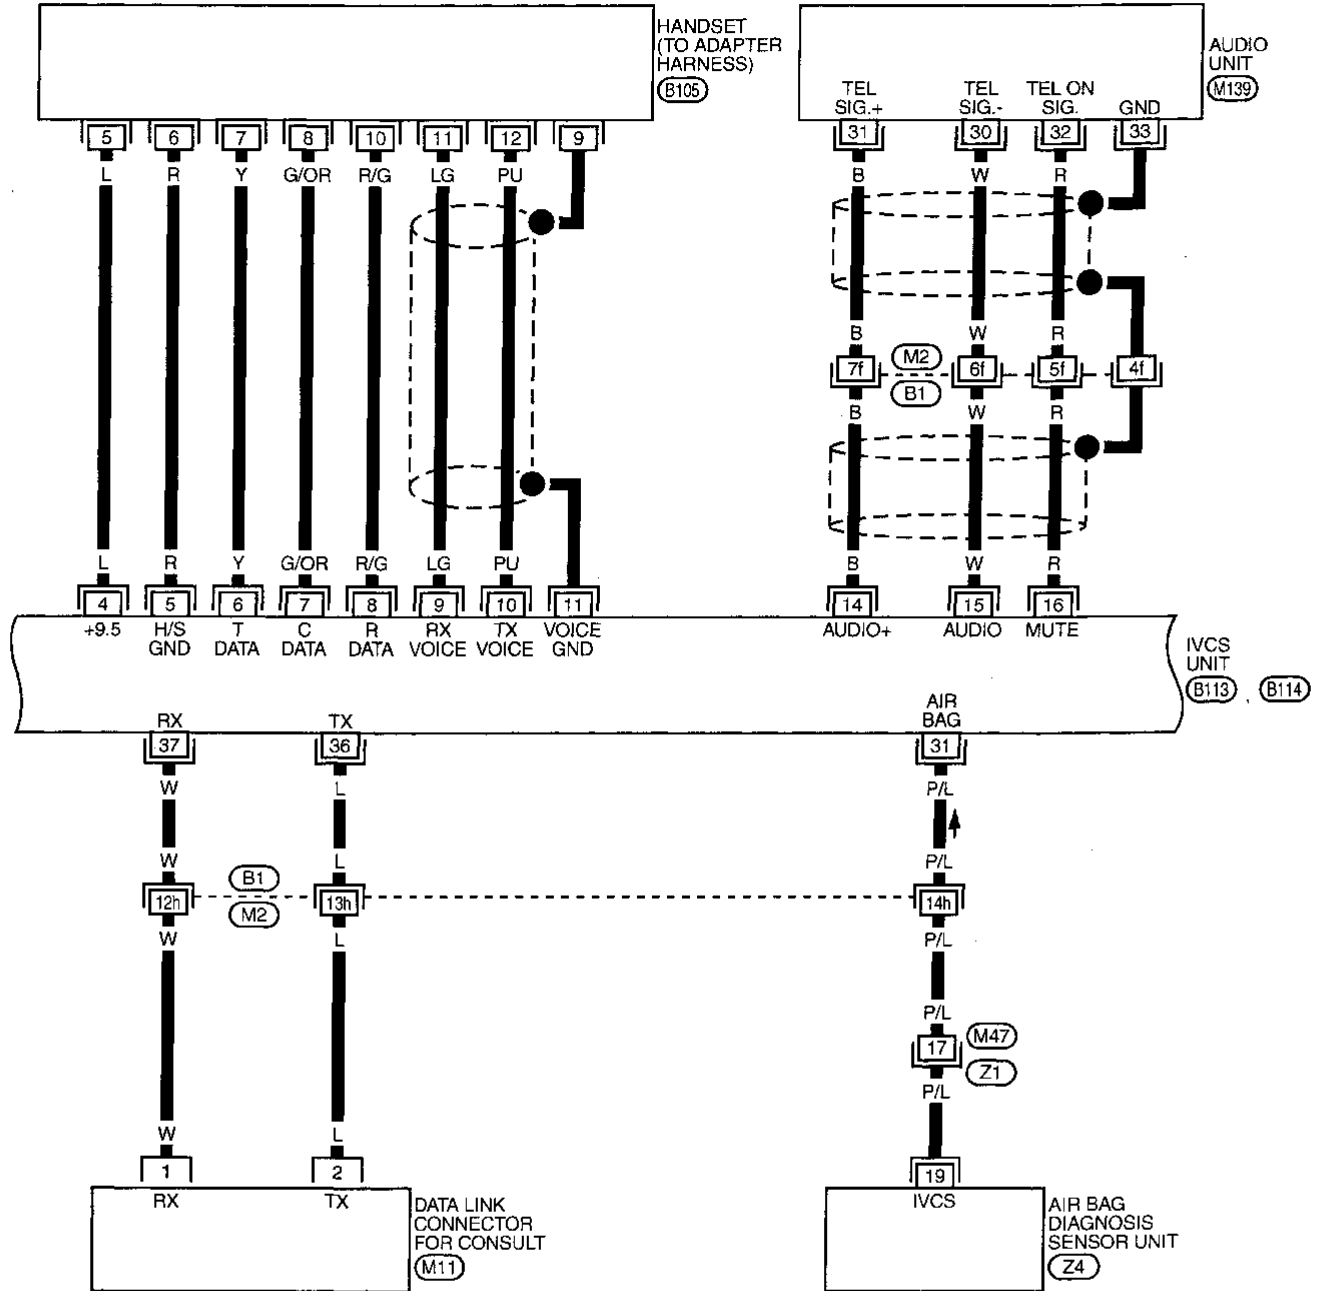 HANDSET
(TO ADAPTER
HARNESS)
B105
AUDIO
UNIT
M139
TEL
SIG.+
TEL
SIG.-
TEL ON
SIG.
GND
5 6 7 8 10 11 12 9
31 30 32 33
L R Y G/OR R/G LG PU
B W R
B W R
7f M2 6f 5f 4f
B1
B W R
L R Y G/OR R/G LG PU
B W R
4 5 6 7 8 9 10 11
14 15 16
+9.5
H/S
GND
T
DATA
C
DATA
R
DATA
RX
VOICE
TX
VOICE
VOICE
GND
AUDIO+
AUDIO
MUTE
IVCS
UNIT
B113 , B114
RX
TX
AIR
BAG
37 36 31
W L P/L
W L P/L
B1
12h 13h 14h
M2
W L P/L
P/L
17 M47
Z1
P/L
W L
1 2 19
RX TX
IVCS
DATA LINK
CONNECTOR
FOR CONSULT
M11
AIR BAG
DIAGNOSIS
SENSOR UNIT
Z4